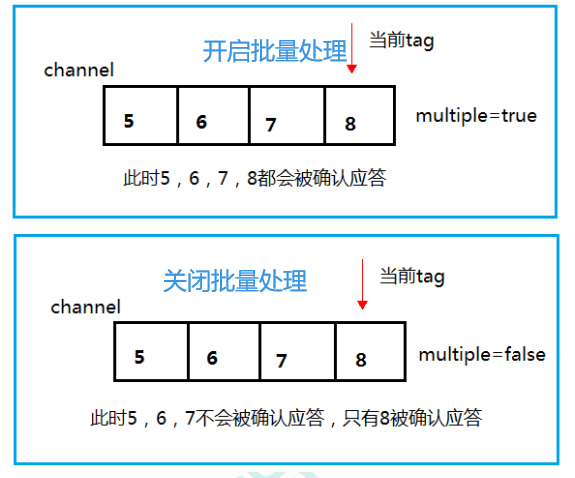 开启批量处理
当前tag
channel
5 6 7 8
multiple=true
此时5，6，7，8都会被确认应答
关闭批量处理
当前tag
channel
5 6 7 8
multiple=false
此时5，6，7不会被确认应答，只有8被确认应答